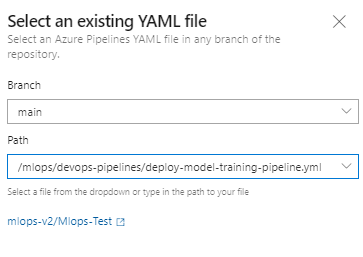 Select an existing YAML file
Select an Azure Pipelines YAML file in any branch of the
repository.
Branch
main
Path
/mlops/devops-pipelines/deploy-model-training-pipeline.yml
Select a file from the dropdown or type in the path to your file
mlops-v2/Mlops-Test